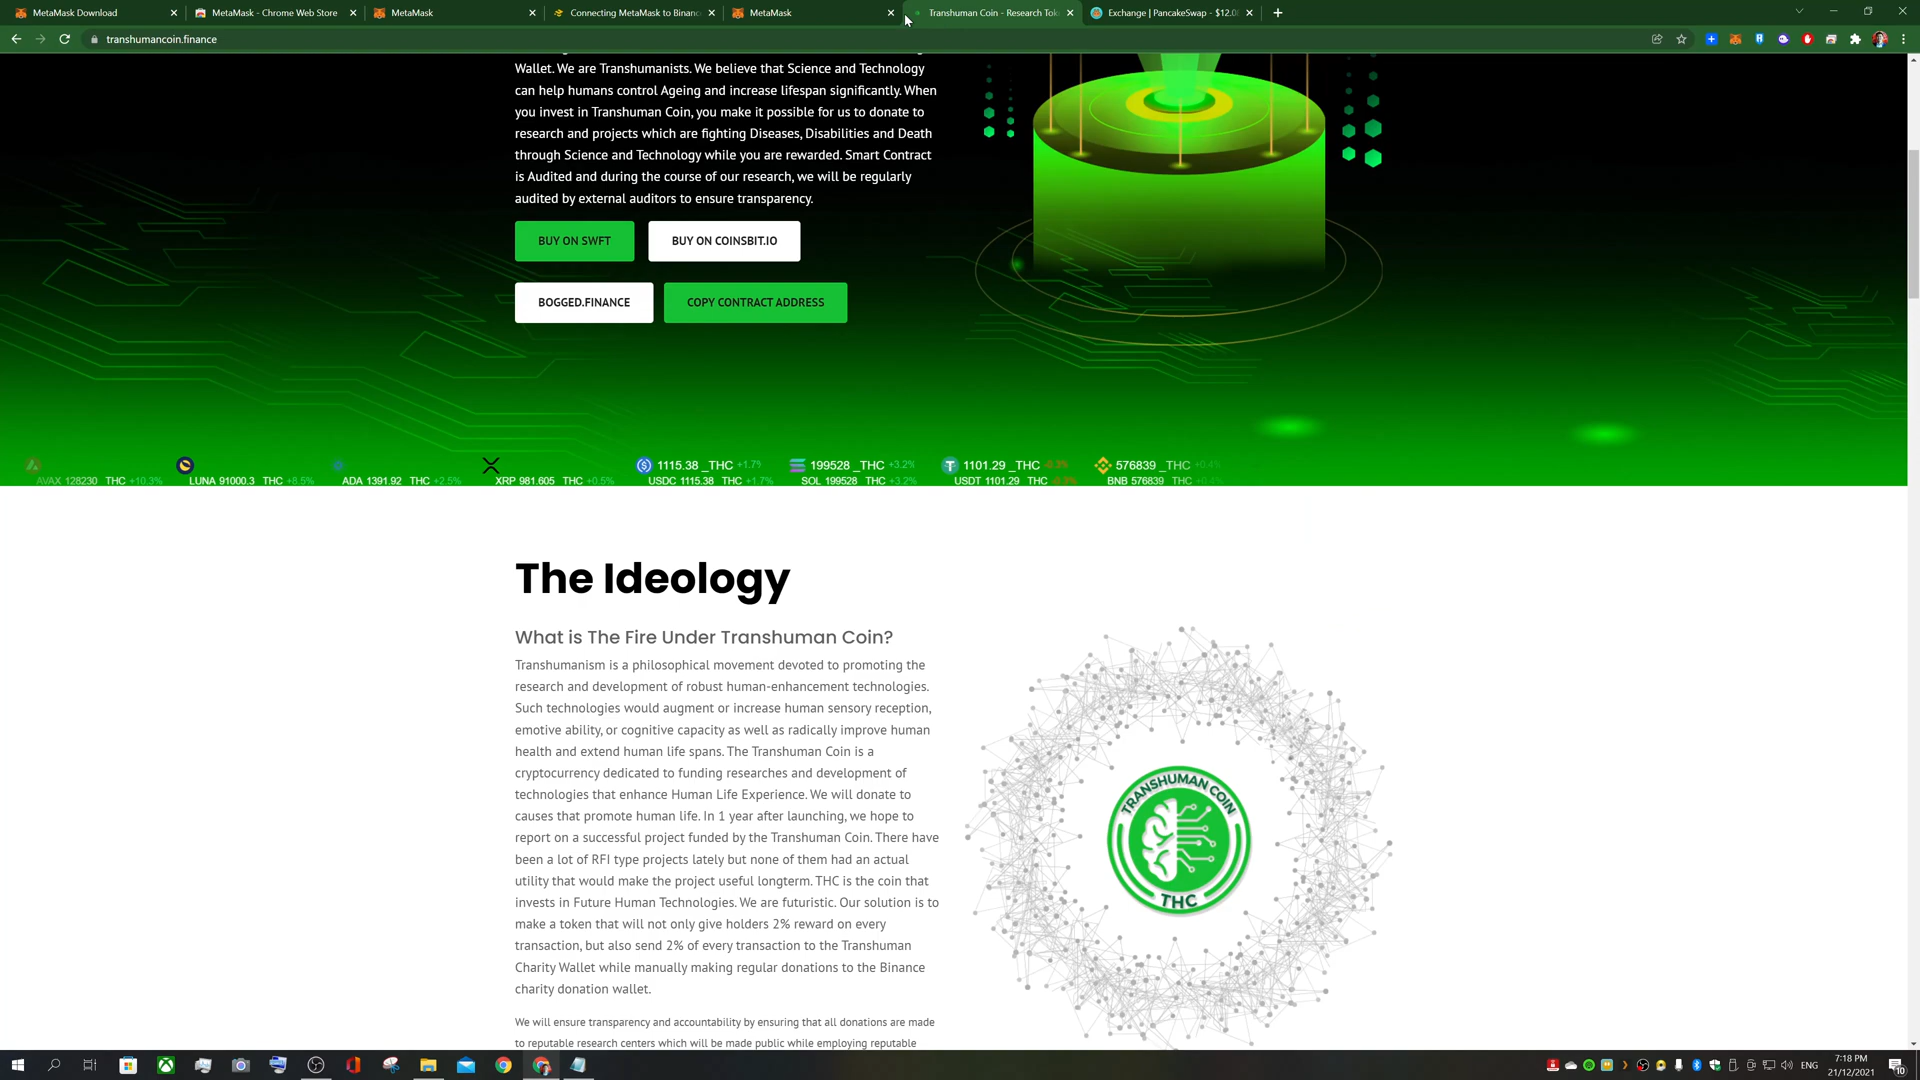 MetaMask Download
MetaMask - Chrome Web Store
MetaMask
Connecting MetaMask to Binanc
MetaMask
Transhuman Coin - Research Tok
Exchange | PancakeSwap - $12.0
transhumancoin.finance
Wallet. We are Transhumanists. We believe that Science and Technology
can help humans control Ageing and increase lifespan significantly. When
you invest in Transhuman Coin, you make it possible for us to donate to
research and projects which are fighting Diseases, Disabilities and Death
through Science and Technology while you are rewarded. Smart Contract
is Audited and during the course of our research, we will be regularly
audited by external auditors to ensure transparency.
BUY ON SWFT
BUY ON COINSBIT.IO
BOGGED.FINANCE
COPY CONTRACT ADDRESS
1115.38 _THC +1.7%
199528 _THC +3.2%
1101.29 _THC -0.3%
576839 _THC +0.4%
AVAX 128230 THC +10.3%
LUNA 91000.3 THC +8.5%
ADA 1391.92 THC +2.5%
XRP 981.605 THC +0.5%
USDC 1115.38 THC +1.7%
SOL 199528 THC +3.2%
USDT 1101.29 THC -0.3%
BNB 576839 THC +0.4%
The Ideology
What is The Fire Under Transhuman Coin?
Transhumanism is a philosophical movement devoted to promoting the
research and development of robust human-enhancement technologies.
Such technologies would augment or increase human sensory reception,
emotive ability, or cognitive capacity as well as radically improve human
health and extend human life spans. The Transhuman Coin is a
cryptocurrency dedicated to funding researches and development of
technologies that enhance Human Life Experience. We will donate to
causes that promote human life. In 1 year after launching, we hope to
report on a successful project funded by the Transhuman Coin. There have
been a lot of RFI type projects lately but none of them had an actual
utility that would make the project useful longterm. THC is the coin that
invests in Future Human Technologies. We are futuristic. Our solution is to
make a token that will not only give holders 2% reward on every
transaction, but also send 2% of every transaction to the Transhuman
Charity Wallet while manually making regular donations to the Binance
charity donation wallet.
We will ensure transparency and accountability by ensuring that all donations are made
to reputable research centers which will be made public while employing reputable
TRANSHUMAN COIN
THC
ENG
7:18 PM
21/12/2021
10